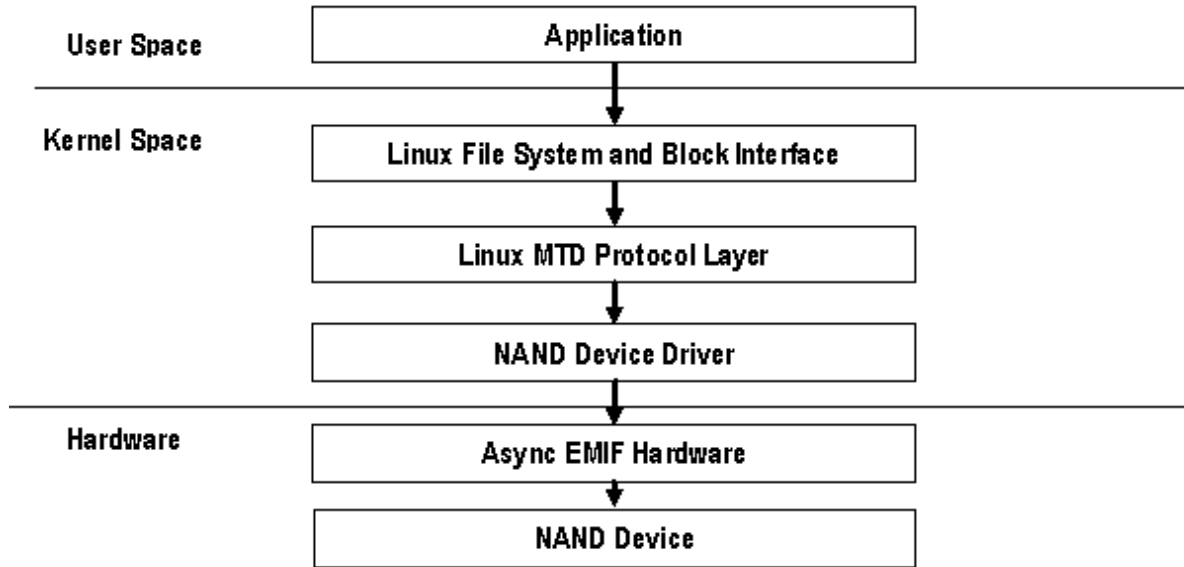 User Space
Application
Kernel Space
Linux File System and Block Interface
Linux MTD Protocol Layer
NAND Device Driver
Hardware
Async EMIF Hardware
NAND Device